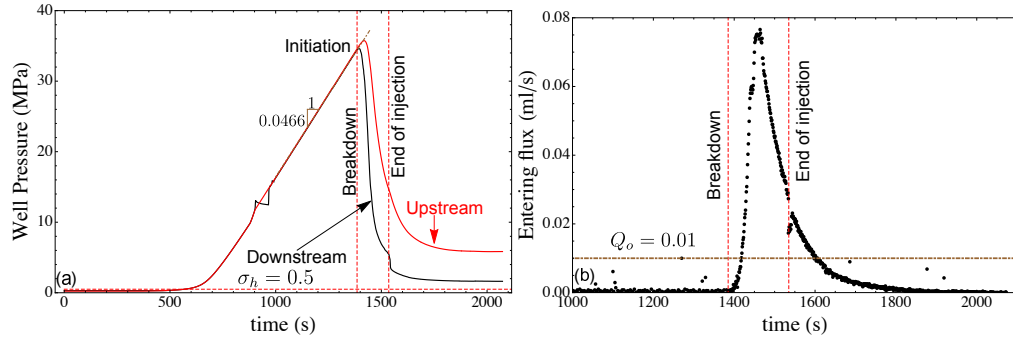 40
30
20
10
0
Well Pressure (MPa)
Initiation
1
0.0466
Breakdown
End of injection
Upstream
Downstream
σ_h = 0.5
(a)
0 500 1000 1500 2000
time (s)
0.08
0.06
0.04
0.02
0.00
Entering flux (ml/s)
Breakdown
End of injection
Q_o = 0.01
(b)
1000 1200 1400 1600 1800 2000
time (s)